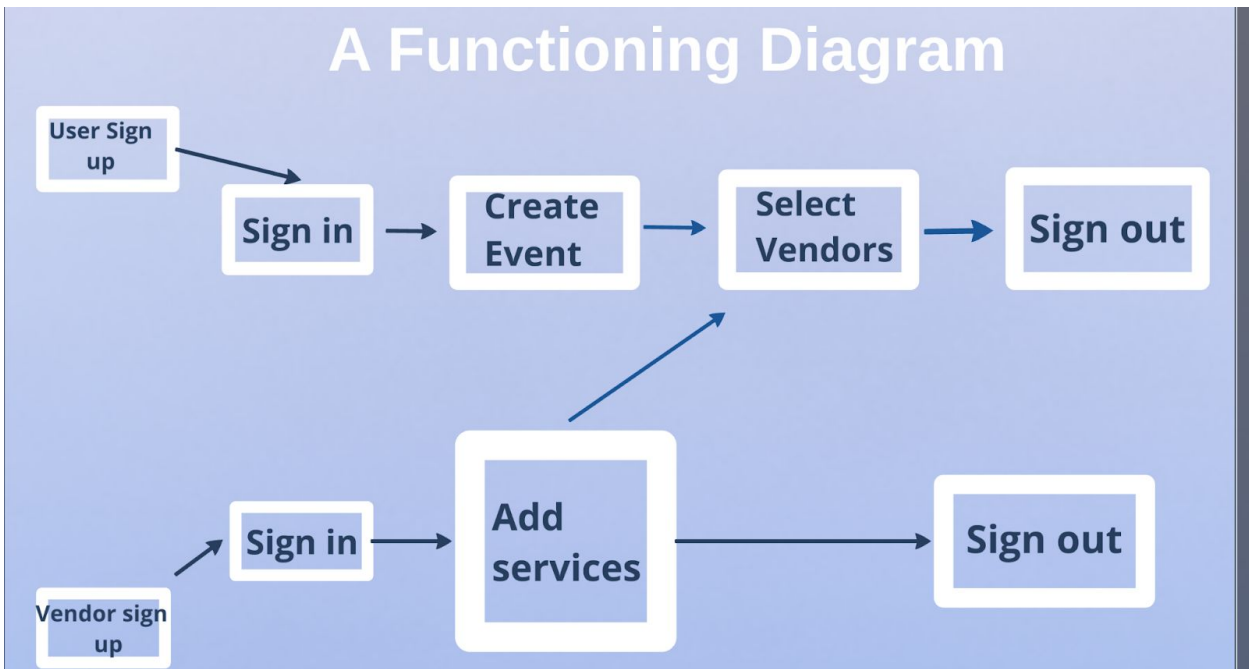 A Functioning Diagram
User Sign
up
Sign in
Create
Event
Select
Vendors
Sign out
Vendor sign
up
Sign in
Add
services
Sign out